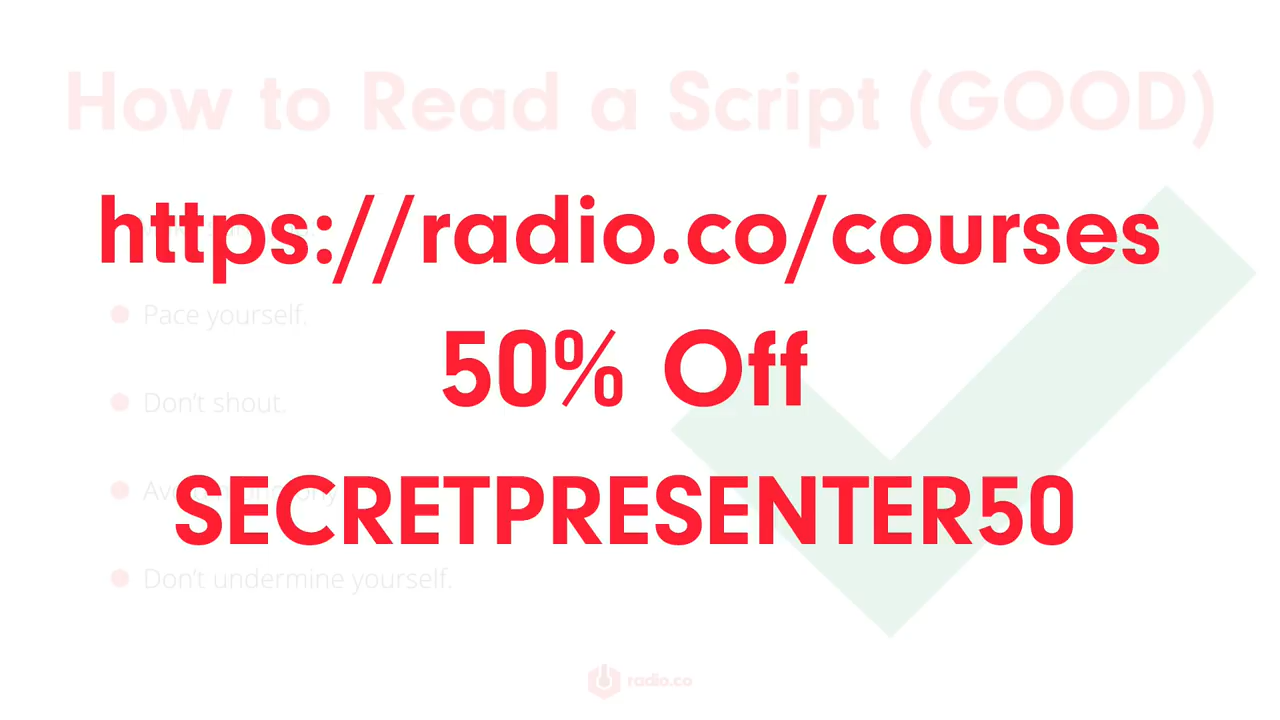 How to Read a Script (GOOD)
https://radio.co/courses
Pace yourself.
50% Off
Don't shout.
SECRETPRESENTER50
Don't undermine yourself.
radio.co